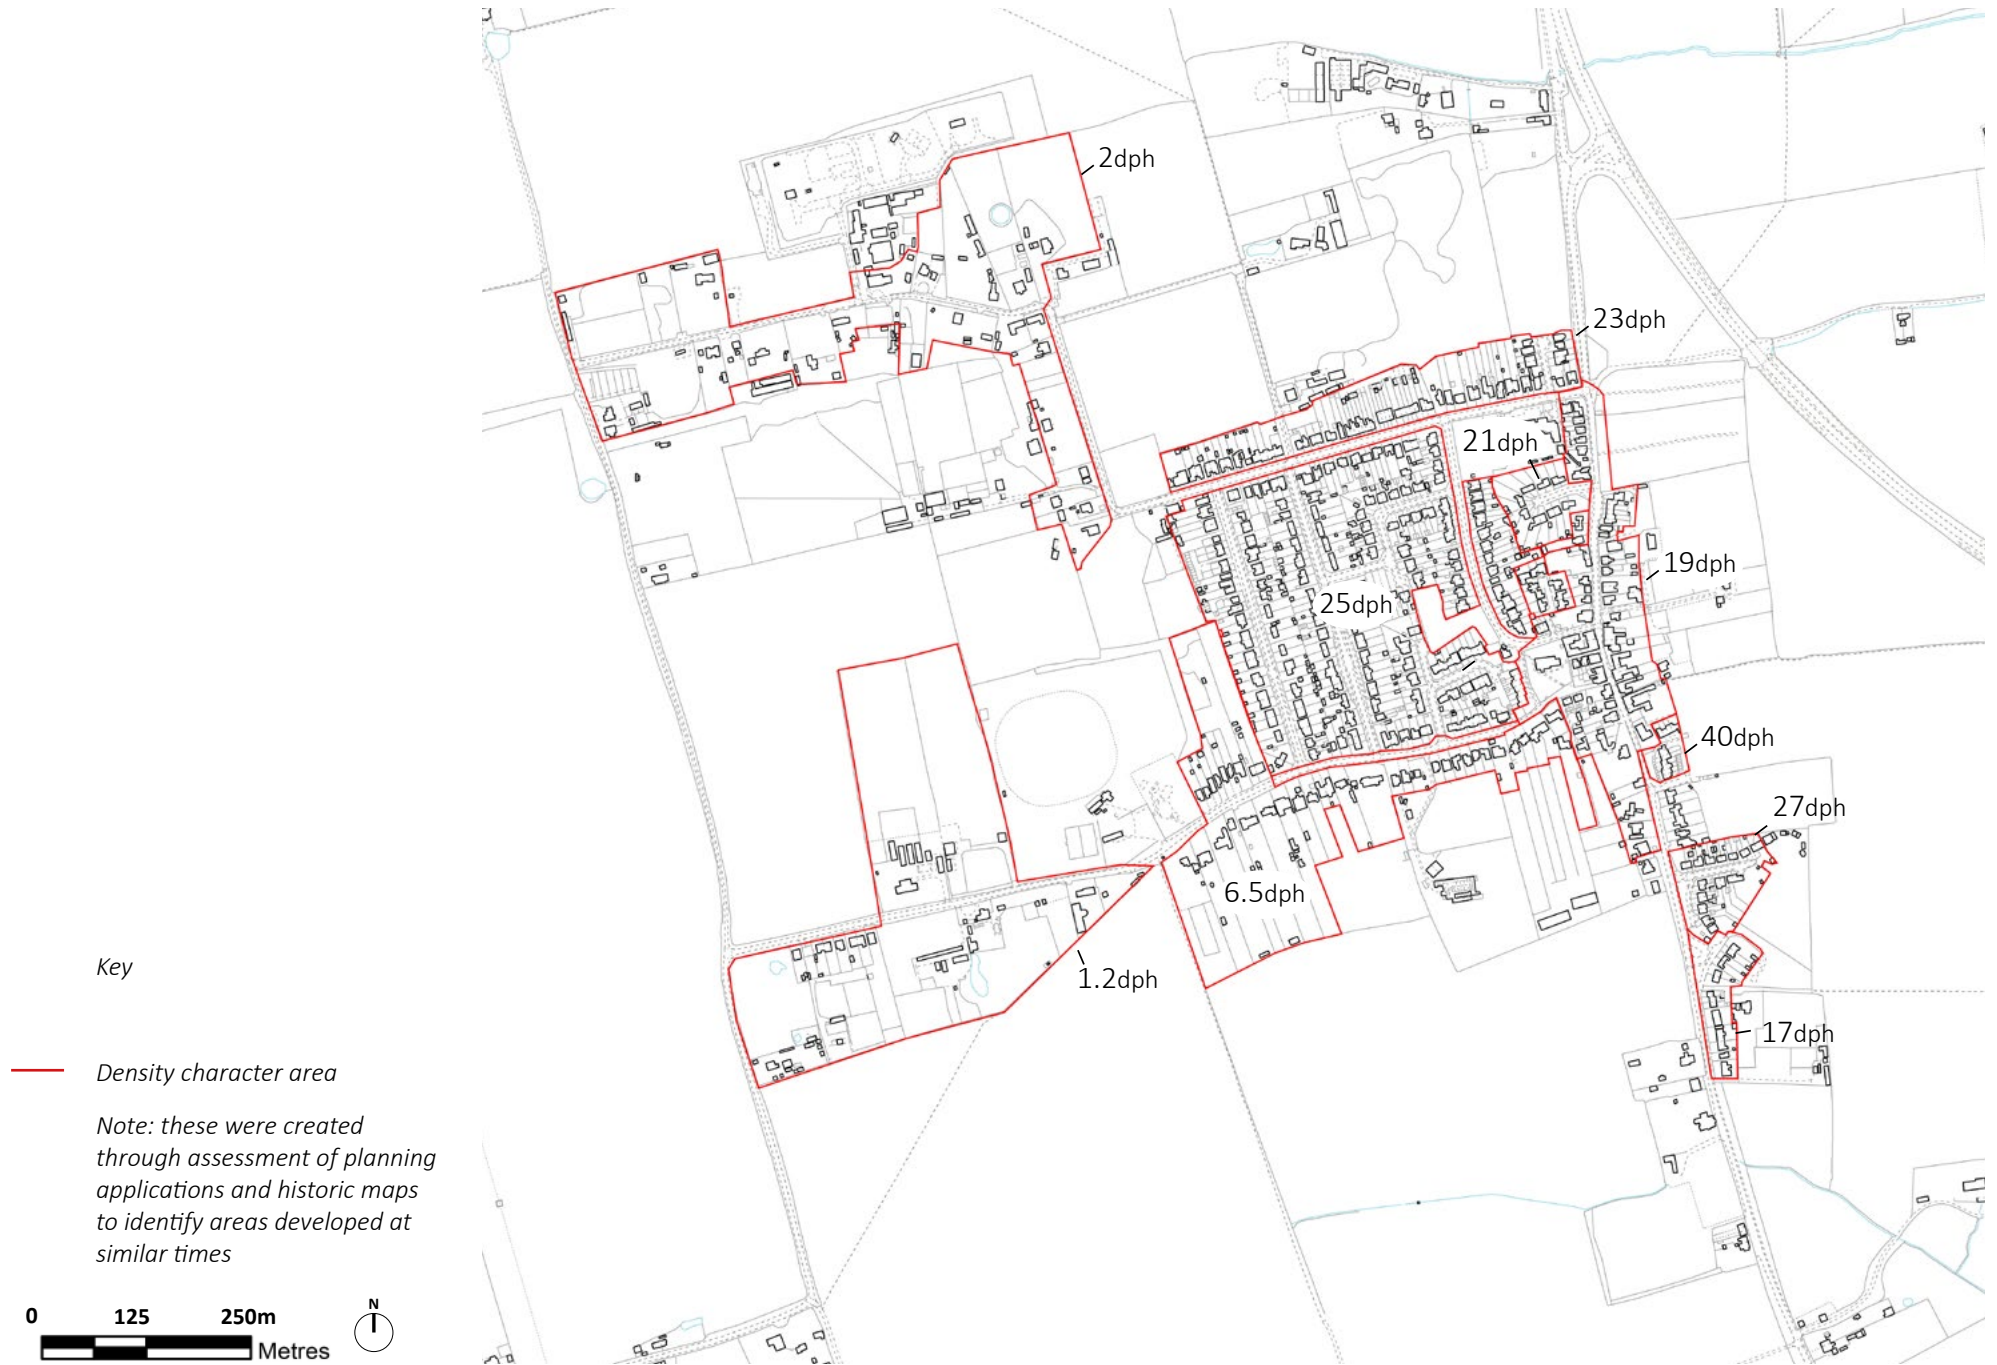 2dph
23dph
21dph
19dph
25dph
40dph
27dph
6.5dph
1.2dph
17dph
Key
Density character area
Note: these were created
through assessment of planning
applications and historic maps
to identify areas developed at
similar times
0 125 250m
Metres
N